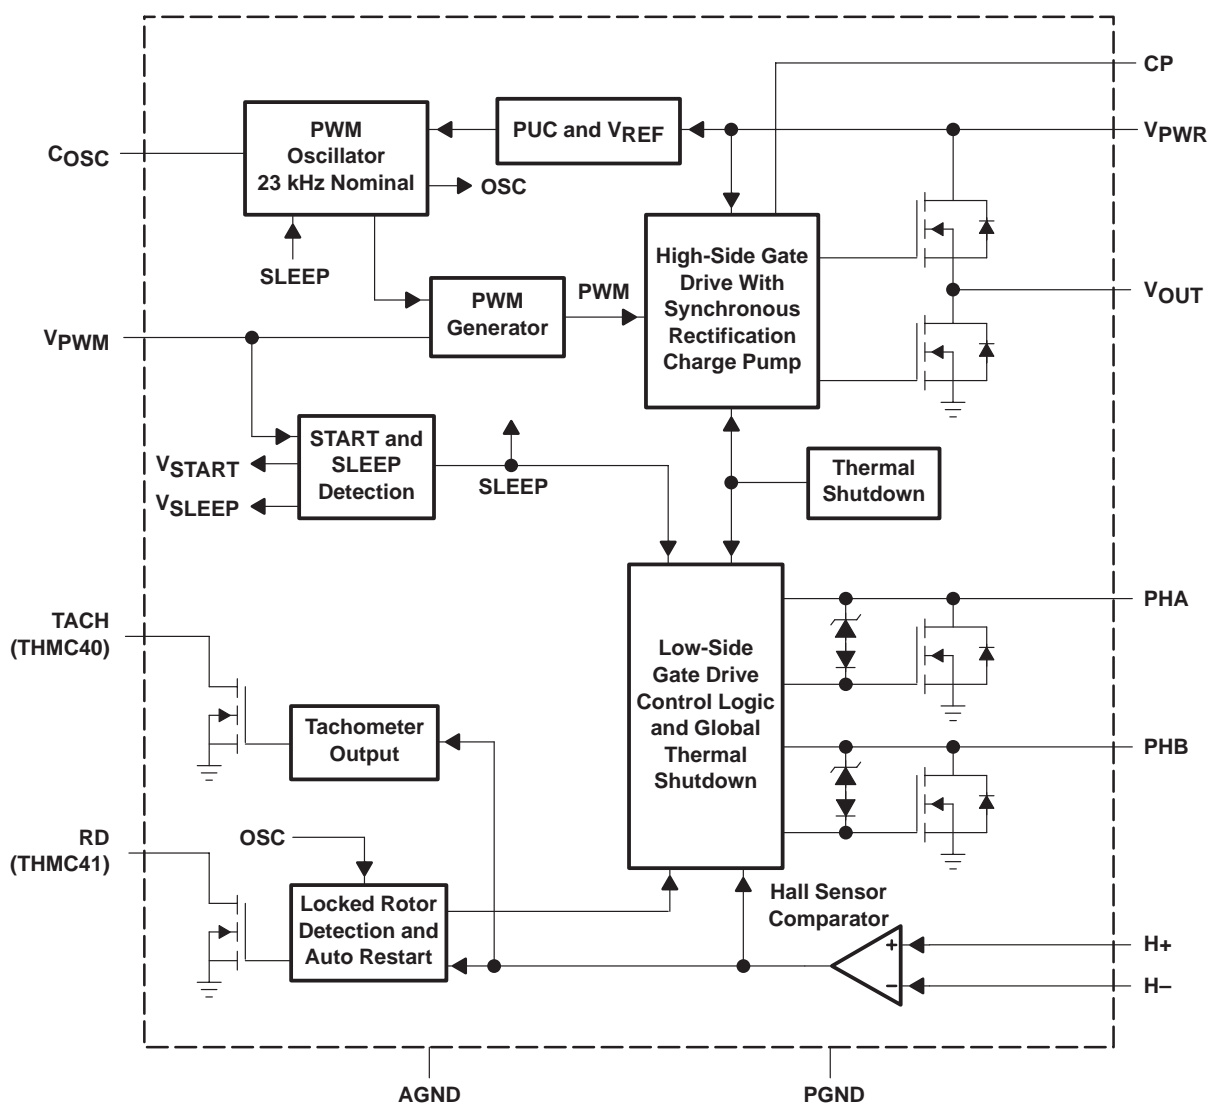 CP
PWM
Oscillator
23 kHz Nominal
PUC and VREF
VPWR
COSC
OSC
SLEEP
High-Side Gate
Drive With
Synchronous
Rectification
Charge Pump
PWM
Generator
PWM
VOUT
VPWM
START and
SLEEP
Detection
VSTART
VSLEEP
SLEEP
Thermal
Shutdown
PHA
TACH
(THMC40)
Low-Side
Gate Drive
Control Logic
and Global
Thermal
Shutdown
Tachometer
Output
PHB
RD
(THMC41)
OSC
Locked Rotor
Detection and
Auto Restart
Hall Sensor
Comparator
+
−
H+
H–
AGND
PGND